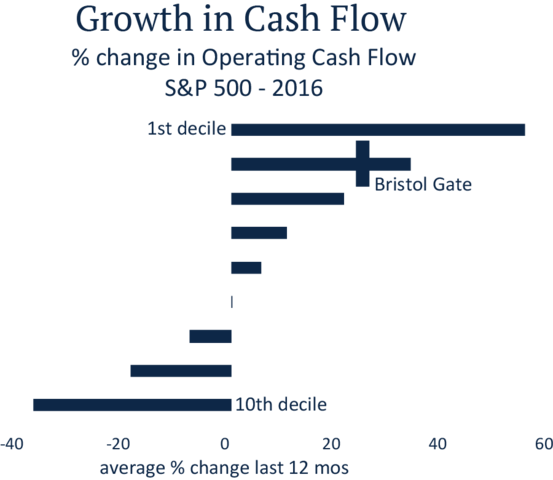 Growth in Cash Flow
% change in Operating Cash Flow
S&P 500 - 2016
1st decile
Bristol Gate
10th decile
-40 -20 0 20 40 60
average % change last 12 mos